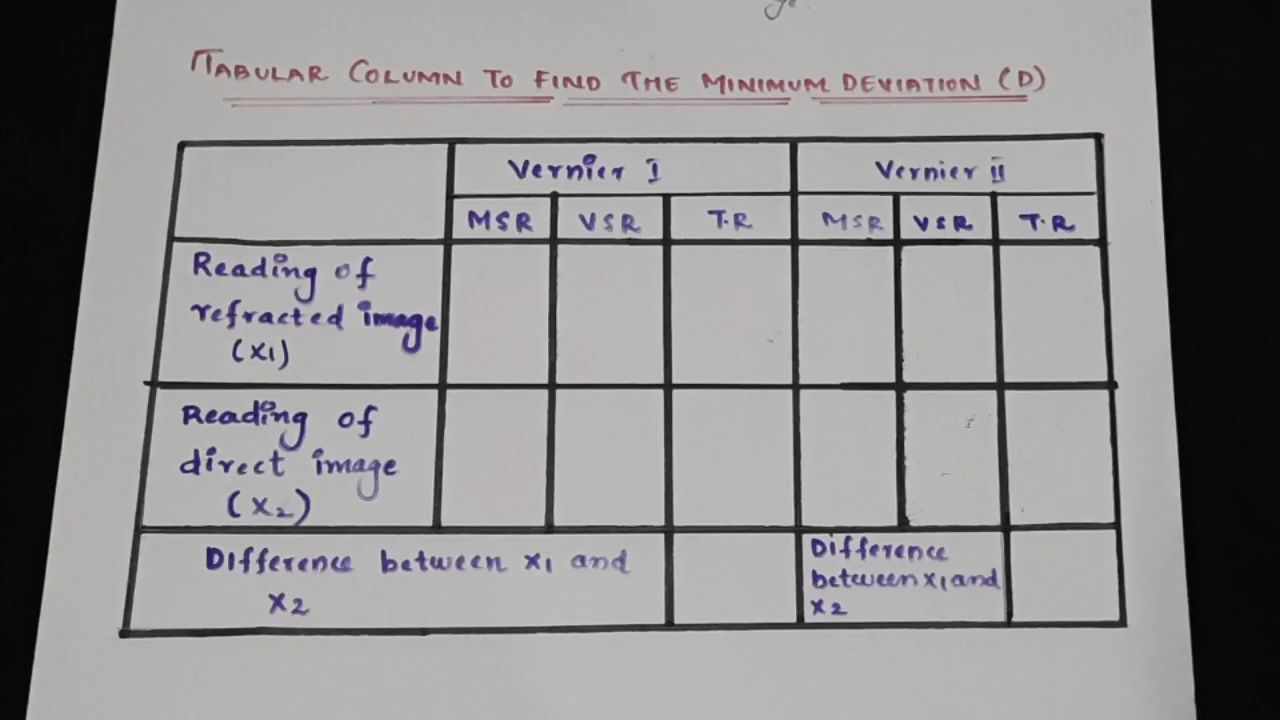 TABULAR COLUMN TO FIND THE MINIMUM DEVIATION (D)
Vernier I
Vernier II
MSR VSR T.R MSR VSR T.R
Reading of
refracted image
(x1)
Reading of
direct image
(x2)
Difference between x1 and
x2
Difference
between x1 and
x2